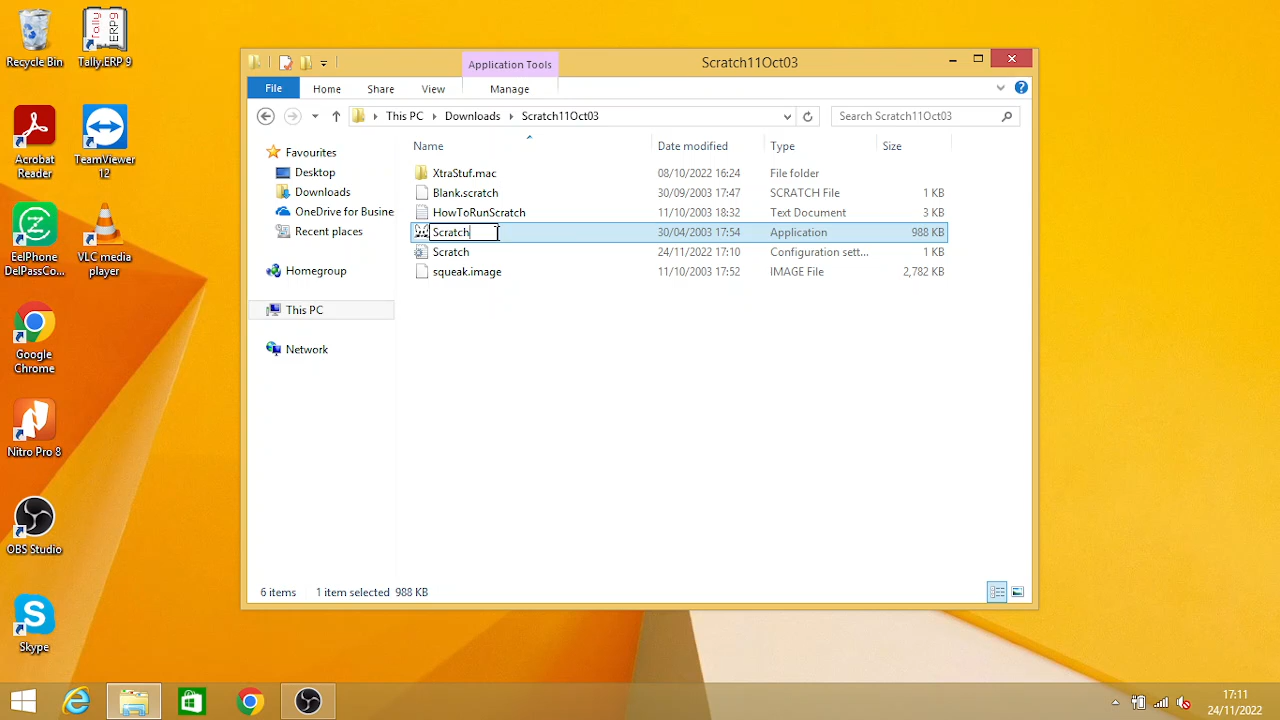 Recycle Bin
Tally.ERP 9
Tally
ERP9
Acrobat
Reader
TeamViewer
12
EelPhone
DelPassCo...
VLC media
player
Google
Chrome
Nitro Pro 8
OBS Studio
Skype
Application Tools
Scratch11Oct03
File
Home
Share
View
Manage
This PC
Downloads
Scratch11Oct03
Search Scratch11Oct03
Favourites
Desktop
Downloads
OneDrive for Busine
Recent places
Homegroup
This PC
Network
Name Date modified Type Size
XtraStuf.mac 08/10/2022 16:24 File folder
Blank.scratch 30/09/2003 17:47 SCRATCH File 1 KB
HowToRunScratch 11/10/2003 18:32 Text Document 3 KB
Scratch 30/04/2003 17:54 Application 988 KB
Scratch 24/11/2022 17:10 Configuration sett... 1 KB
squeak.image 11/10/2003 17:52 IMAGE File 2,782 KB
6 items 1 item selected 988 KB
17:11
24/11/2022